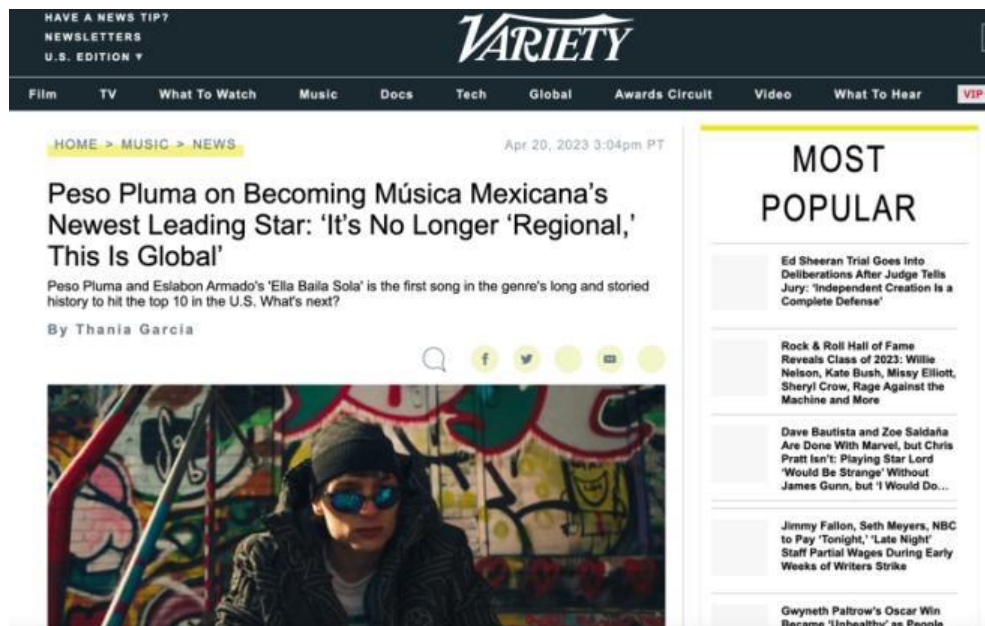 HAVE A NEWS TIP?
NEWSLETTERS
U.S. EDITION ▼
VARIETY
Film TV What To Watch Music Docs Tech Global Awards Circuit Video What To Hear VIP
HOME > MUSIC > NEWS
Apr 20, 2023 3:04pm PT
Peso Pluma on Becoming Música Mexicana's
Newest Leading Star: 'It's No Longer 'Regional,'
This Is Global'
Peso Pluma and Eslabon Armado's 'Ella Baila Sola' is the first song in the genre's long and storied
history to hit the top 10 in the U.S. What's next?
By Thania Garcia
MOST
POPULAR
Ed Sheeran Trial Goes Into
Deliberations After Judge Tells
Jury: 'Independent Creation Is a
Complete Defense'
Rock & Roll Hall of Fame
Reveals Class of 2023: Willie
Nelson, Kate Bush, Missy Elliott,
Sheryl Crow, Rage Against the
Machine and More
Dave Bautista and Zoe Saldaña
Are Done With Marvel, but Chris
Pratt Isn't: Playing Star Lord
'Would Be Strange' Without
James Gunn, but 'I Would Do...
Jimmy Fallon, Seth Meyers, NBC
to Pay 'Tonight,' 'Late Night'
Staff Partial Wages During Early
Weeks of Writers Strike
Gwyneth Paltrow's Oscar Win
Became 'Unhealthy' as People